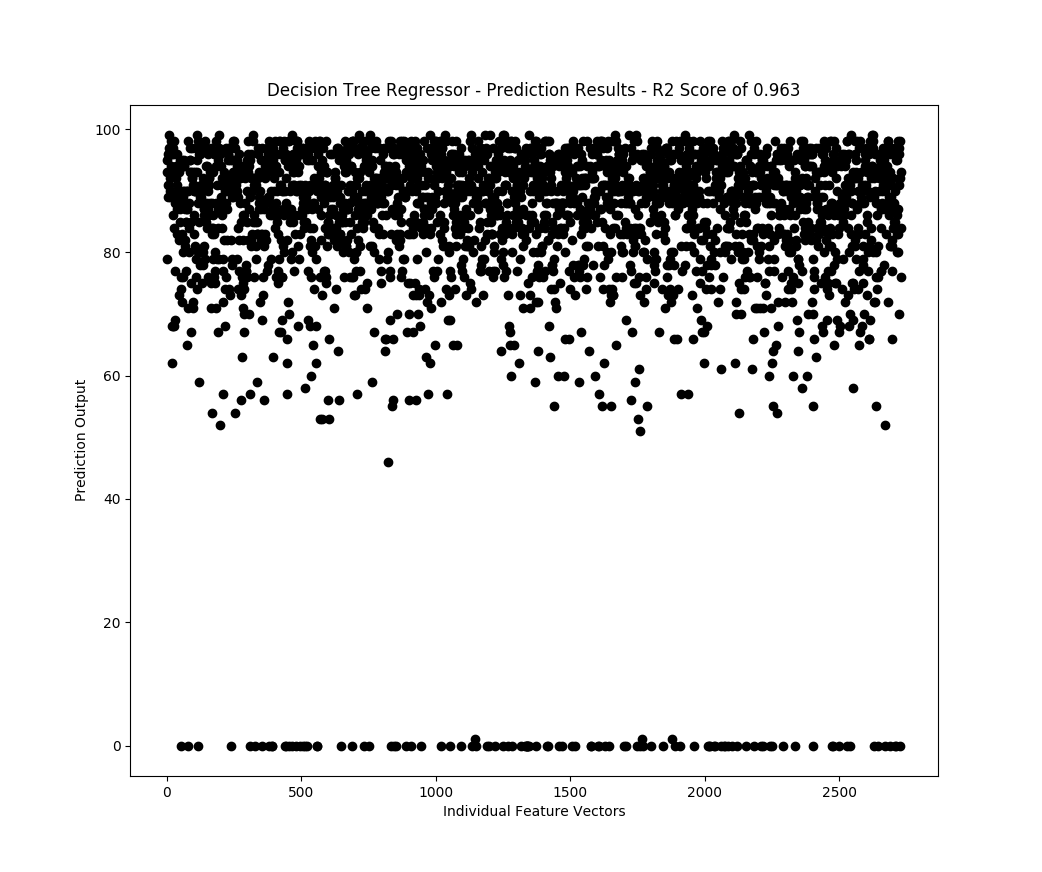 Decision Tree Regressor - Prediction Results - R2 Score of 0.963
100
80
60
40
20
0
Prediction Output
0 500 1000 1500 2000 2500
Individual Feature Vectors